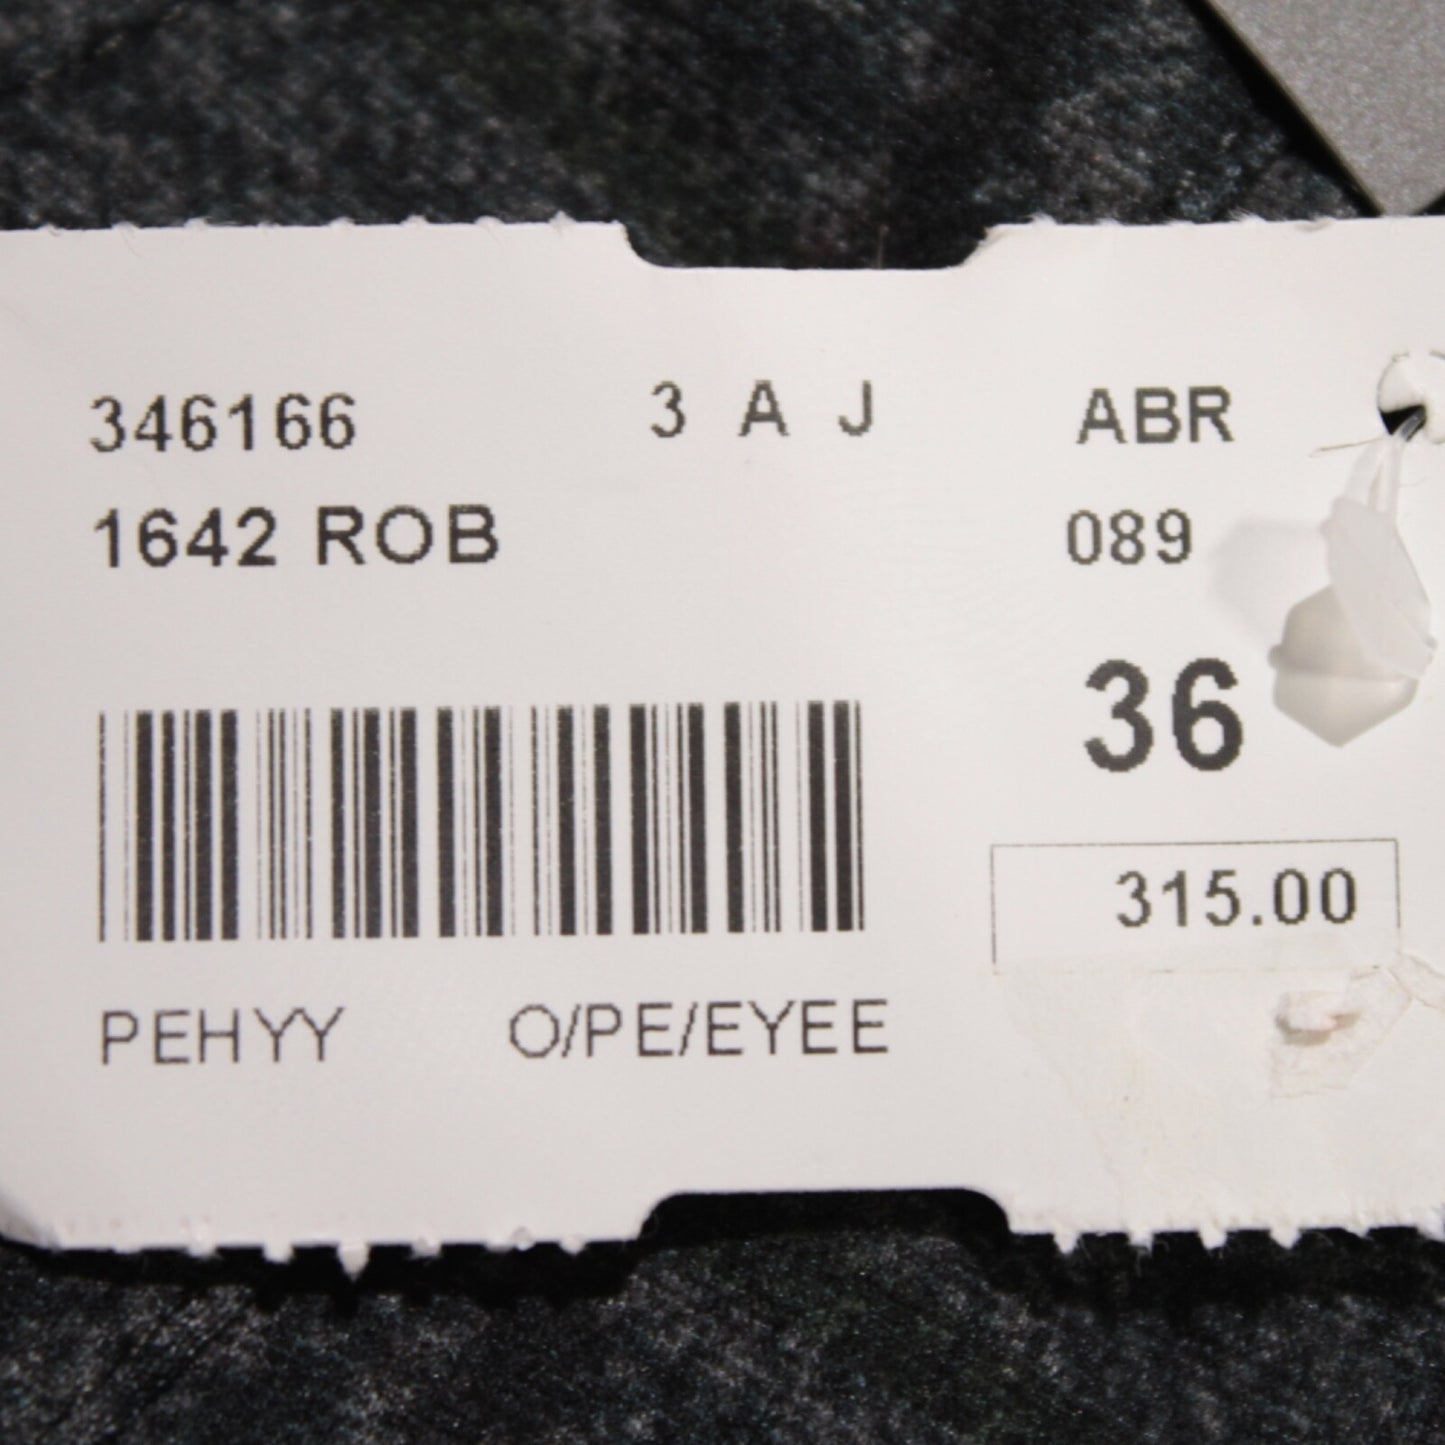 346166 3 A J ABR
1642 ROB 089
36
315.00
PEHYY O/PE/EYEE